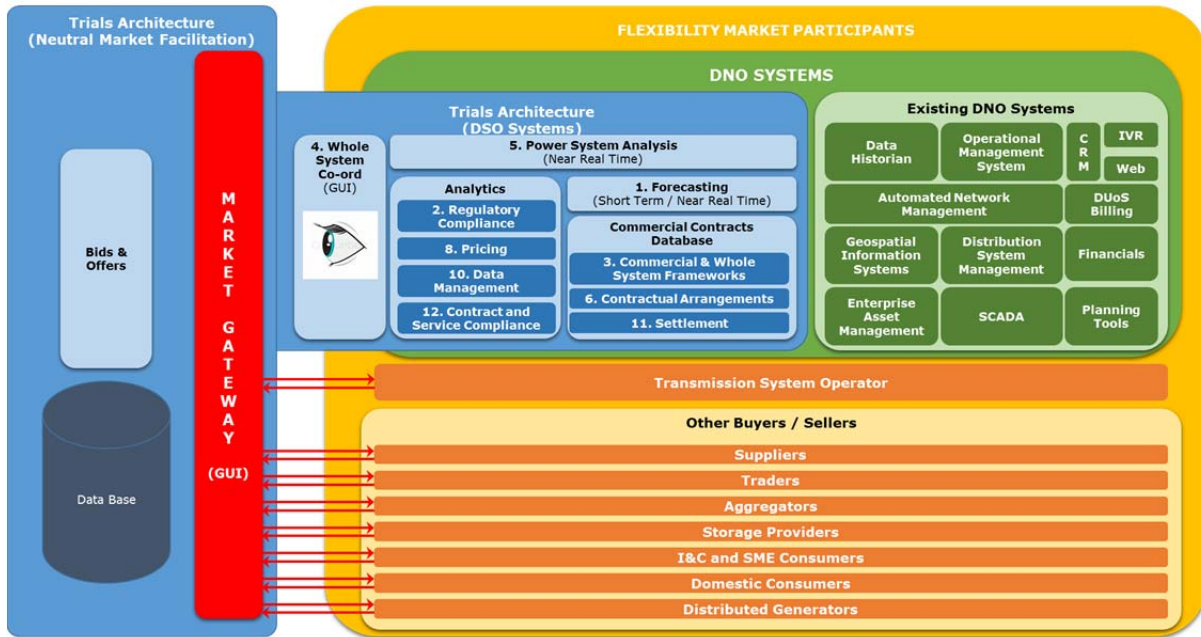 Trials Architecture
(Neutral Market Facilitation)
Bids &
Offers
Data Base
M
A
R
K
E
T
G
A
T
E
W
A
Y
(GUI)
FLEXIBILITY MARKET PARTICIPANTS
DNO SYSTEMS
Trials Architecture
(DSO Systems)
4. Whole
System
Co-ord
(GUI)
5. Power System Analysis
(Near Real Time)
Analytics
2. Regulatory
Compliance
8. Pricing
10. Data
Management
12. Contract and
Service Compliance
1. Forecasting
(Short Term / Near Real Time)
Commercial Contracts
Database
3. Commercial & Whole
System Frameworks
6. Contractual Arrangements
11. Settlement
Existing DNO Systems
Data
Historian
Operational
Management
System
C
R
M
IVR
Web
Automated Network
Management
DUoS
Billing
Geospatial
Information
Systems
Distribution
System
Management
Financials
Enterprise
Asset
Management
SCADA
Planning
Tools
Transmission System Operator
Other Buyers / Sellers
Suppliers
Traders
Aggregators
Storage Providers
I&C and SME Consumers
Domestic Consumers
Distributed Generators